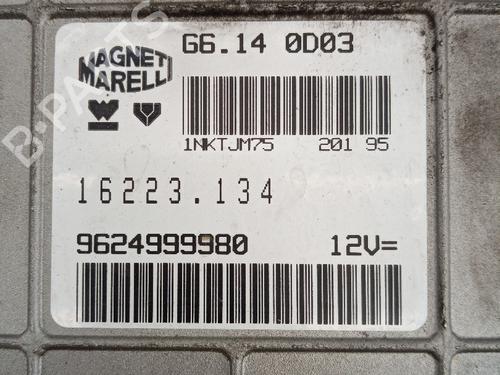 MAGNETI MARELLI
G6.14 0D03
1NKTJM75 201 95
16223.134
9624999980 12V=
B-PARTS